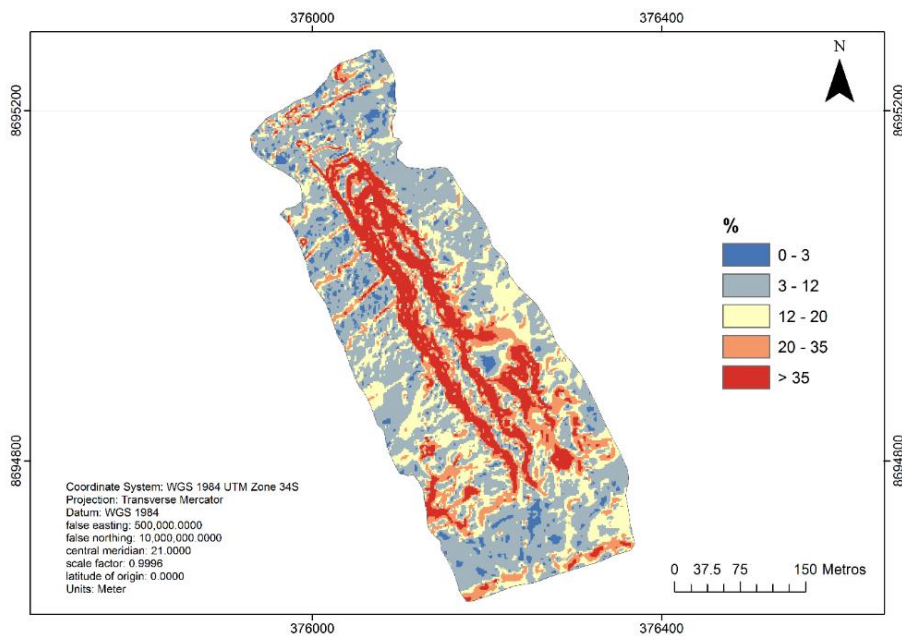 376000
376400
N
8695200
8695200
%
0 - 3
3 - 12
12 - 20
20 - 35
> 35
8694800
8694800
Coordinate System: WGS 1984 UTM Zone 34S
Projection: Transverse Mercator
Datum: WGS 1984
false easting: 500,000.0000
false northing: 10,000,000.0000
central meridian: 21.0000
scale factor: 0.9996
latitude of origin: 0.0000
Units: Meter
0 37.5 75 150 Metros
376000
376400